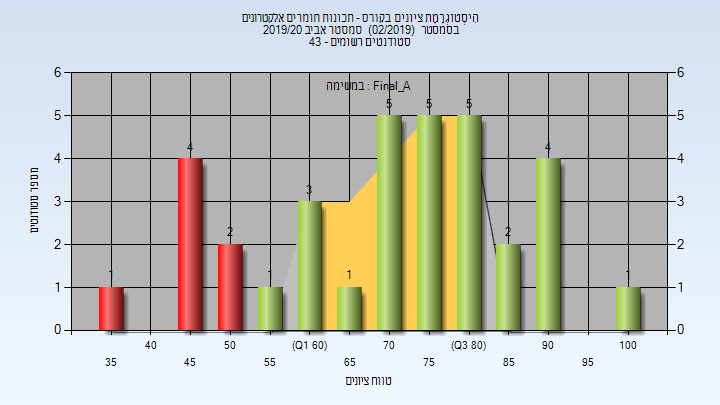 הִיסְטוֹגְרָמַת ציונים בקורס - תכונות חומרים אלקטרונים
בסמסטר (02/2019) סמסטר אביב 2019/20
סטודנטים רשומים - 43
במשימה : Final_A
6 6
5 5
4 4
3 3
2 2
1 1
0 0
מספר סטודנטים
1 4 2 1 3 1 5 5 5 2 4 1
40 50 (Q1 60) 70 (Q3 80) 90 100
35 45 55 65 75 85 95
טווח ציונים